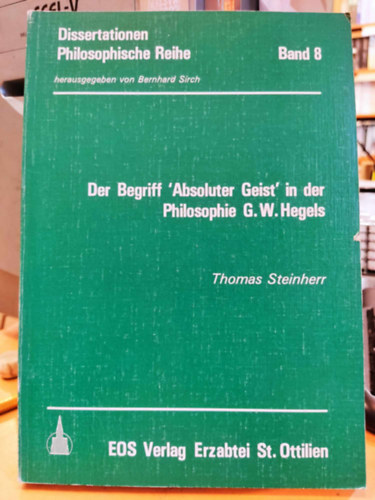 Dissertationen
Philosophische Reihe Band 8
herausgegeben von Bernhard Sirch
Der Begriff 'Absoluter Geist' in der
Philosophie G.W.Hegels
Thomas Steinherr
EOS Verlag Erzabtei St. Ottilien